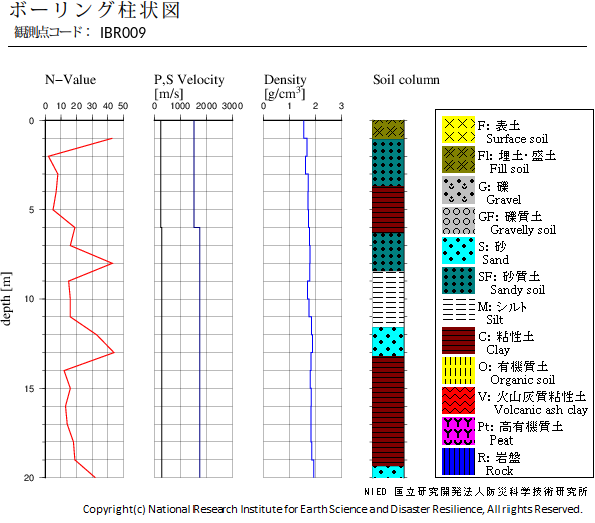 ボーリング柱状図
観測点コード： IBR009
N−Value
P,S Velocity
[m/s]
Density
[g/cm³]
Soil column
0 10 20 30 40 50
0 1000 2000 3000
0 1 2 3
0
5
10
15
20
depth [m]
F: 表土
Surface soil
Fl: 埋土・盛土
Fill soil
G: 礫
Gravel
GF: 礫質土
Gravelly soil
S: 砂
Sand
SF: 砂質土
Sandy soil
M: シルト
Silt
C: 粘性土
Clay
O: 有機質土
Organic soil
V: 火山灰質粘性土
Volcanic ash clay
Pt: 高有機質土
Peat
R: 岩盤
Rock
NIED 国立研究開発法人防災科学技術研究所
Copyright(c) National Research Institute for Earth Science and Disaster Resilience, All rights Reserved.